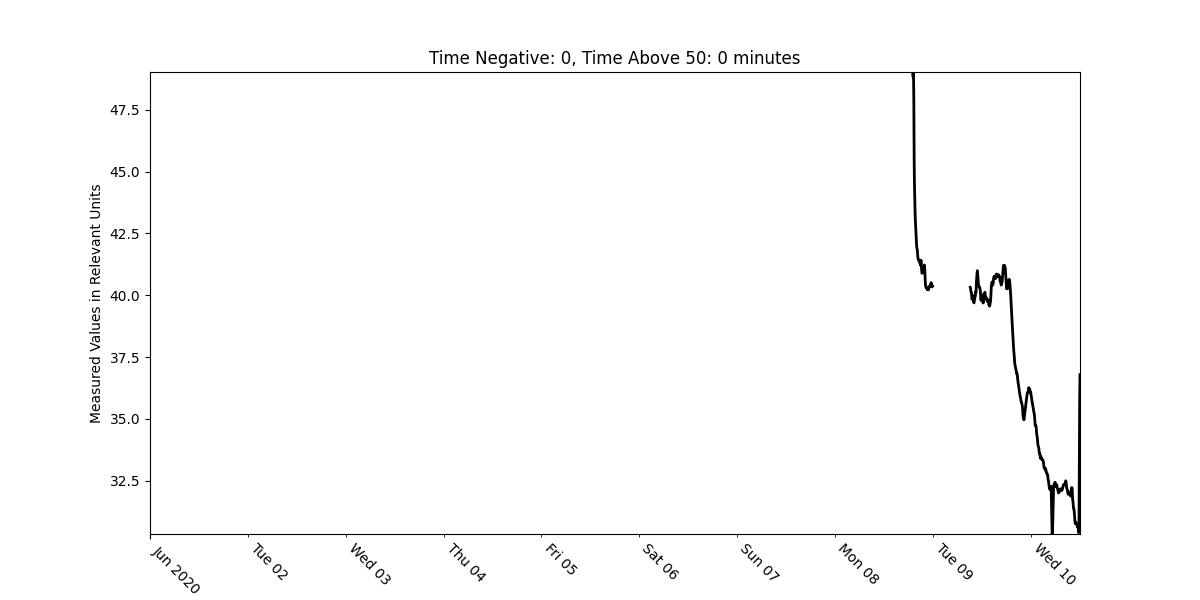 Time Negative: 0, Time Above 50: 0 minutes
47.5
45.0
42.5
40.0
37.5
35.0
32.5
Measured Values in Relevant Units
Jun 2020
Tue 02
Wed 03
Thu 04
Fri 05
Sat 06
Sun 07
Mon 08
Tue 09
Wed 10